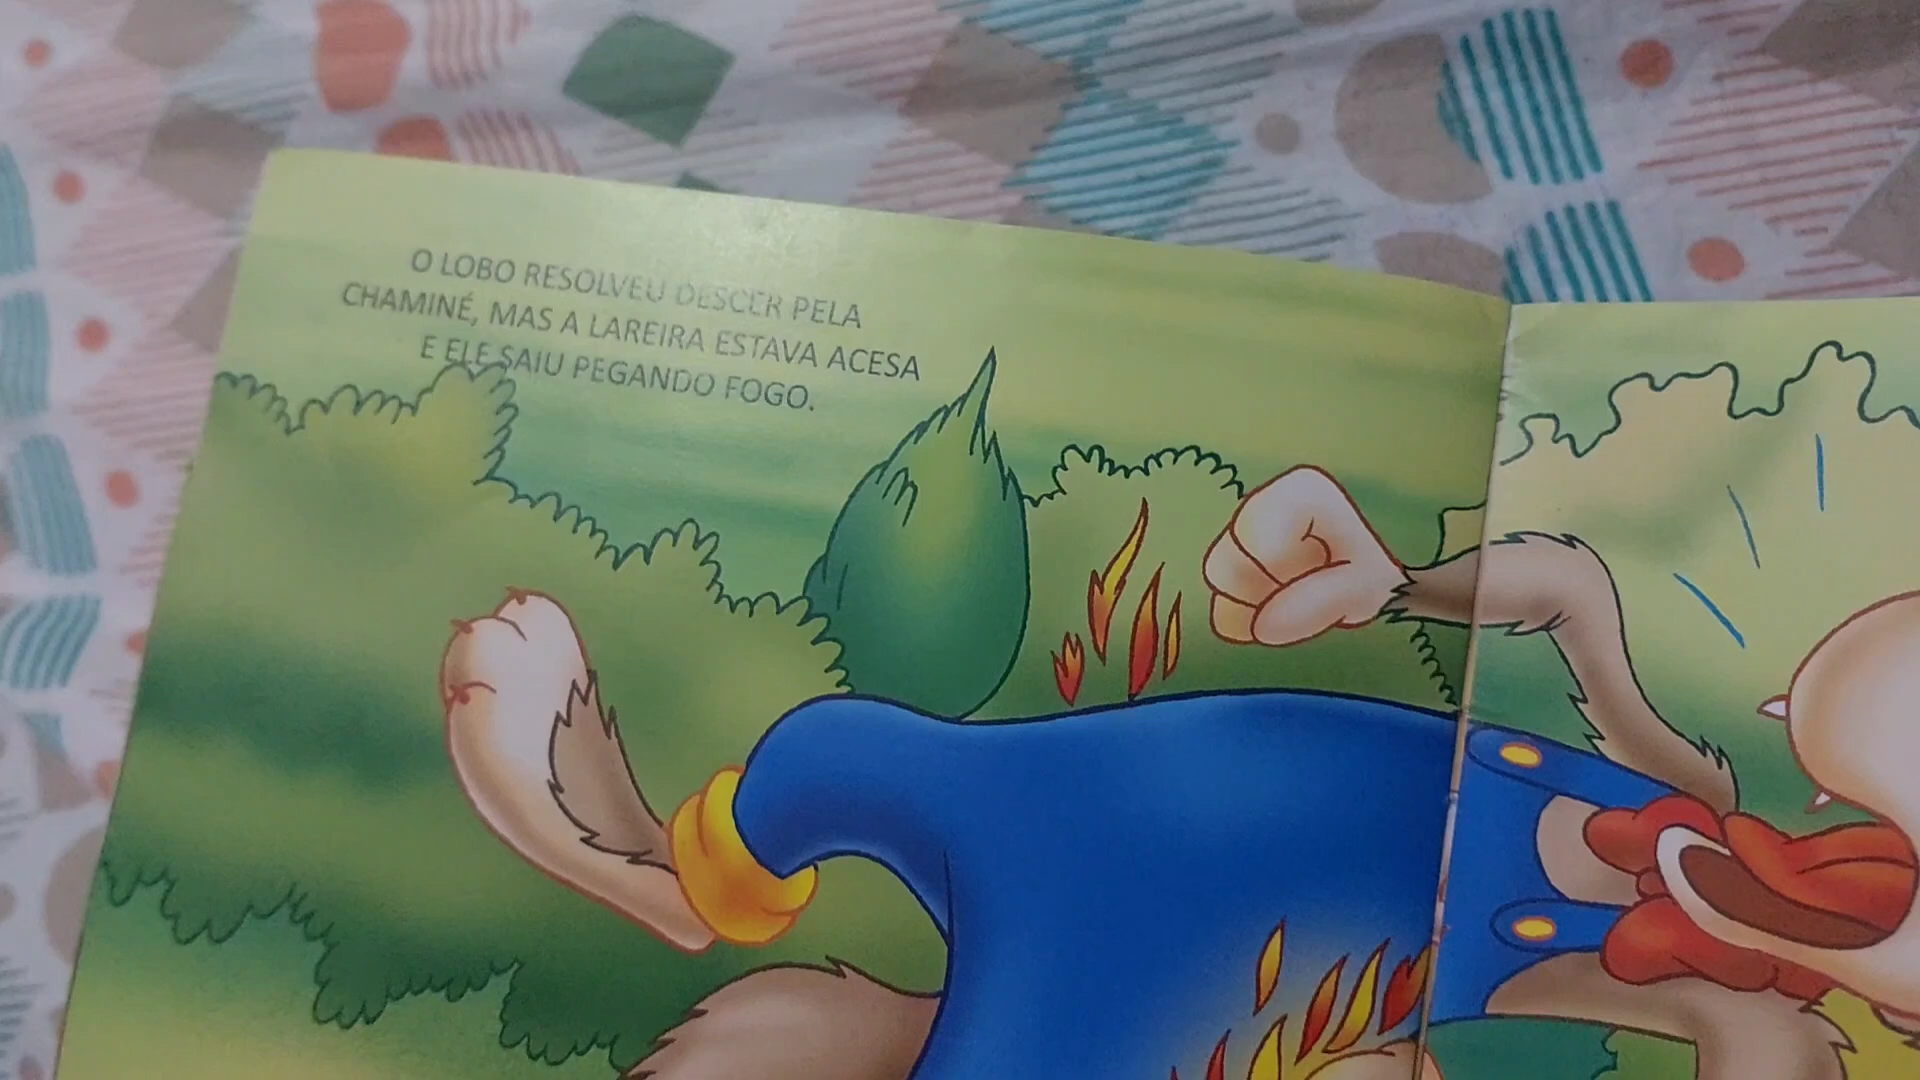 O LOBO RESOLVEU DESCER PELA
CHAMINÉ, MAS A LAREIRA ESTAVA ACESA
E ELE SAIU PEGANDO FOGO.